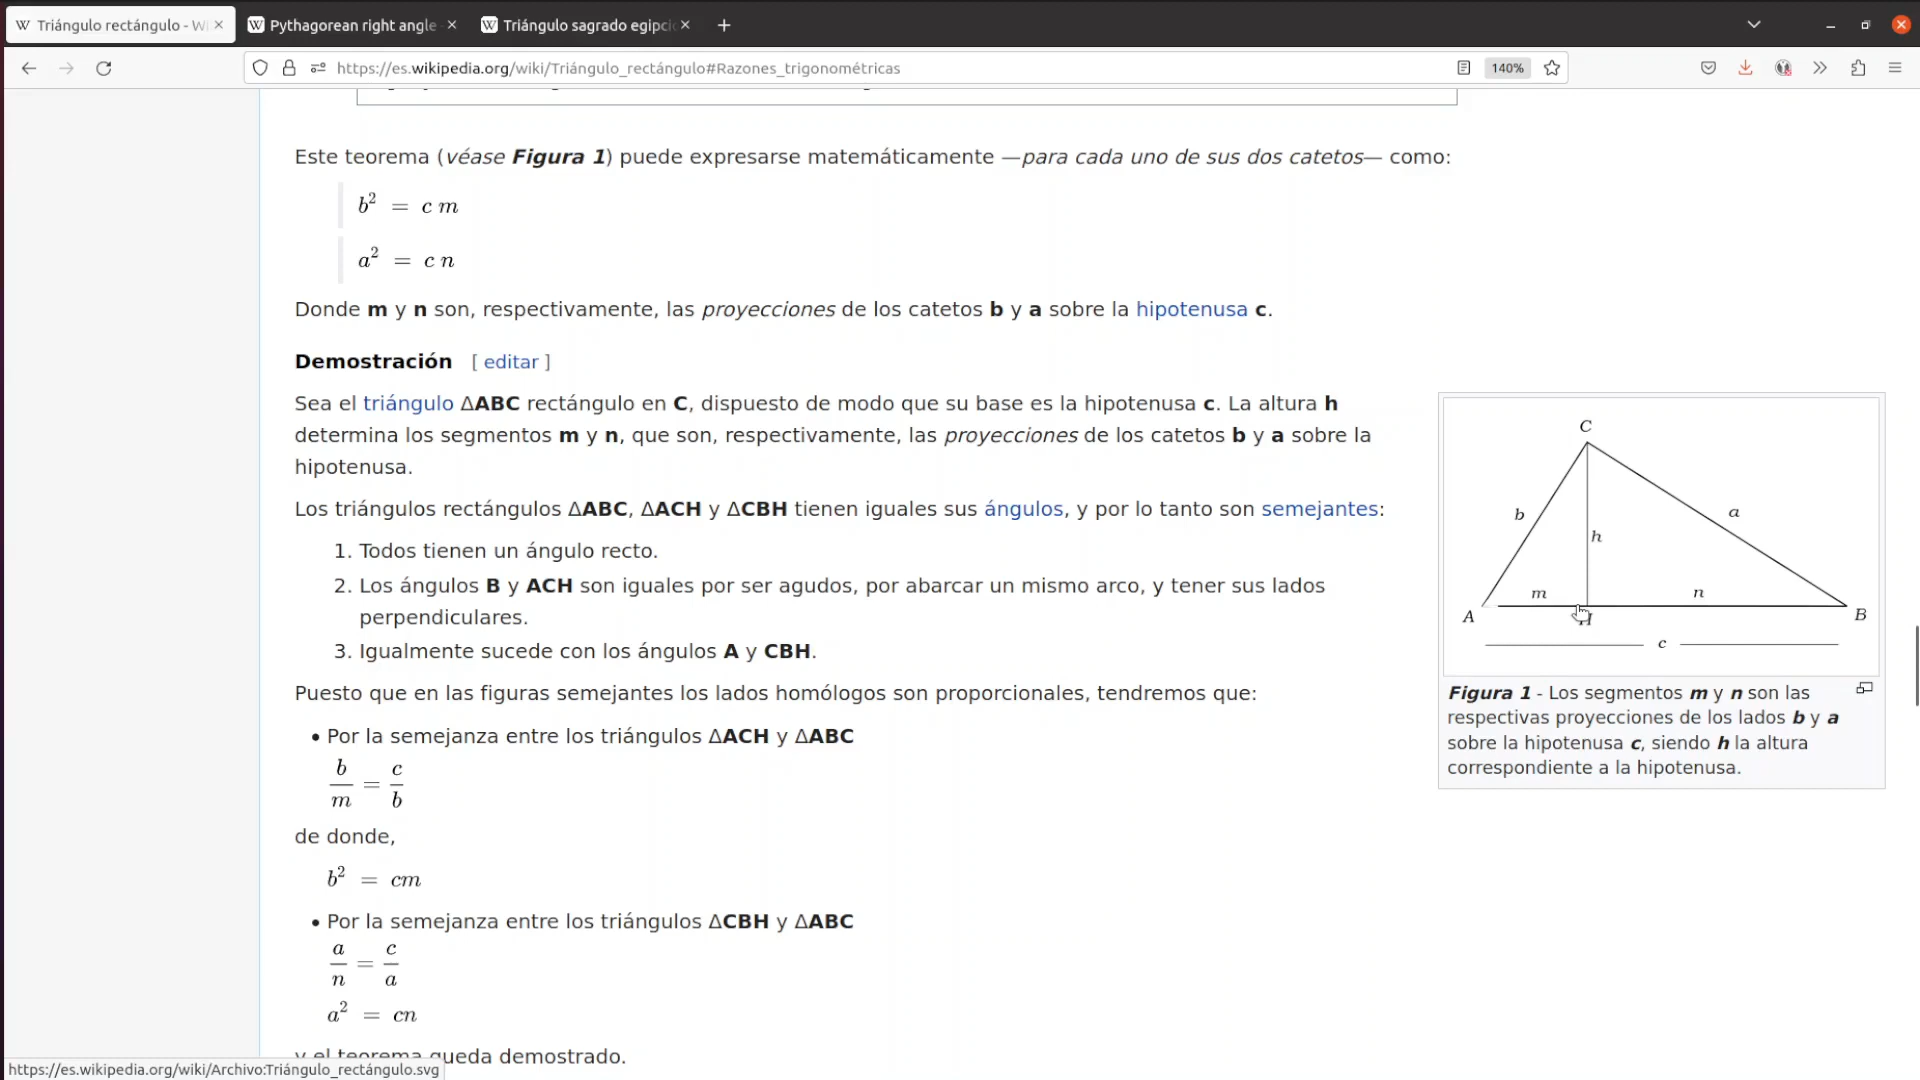 Triángulo rectángulo - W
Pythagorean right angle
Triángulo sagrado egipci
https://es.wikipedia.org/wiki/Triángulo_rectángulo#Razones_trigonométricas
140%
Este teorema (véase Figura 1) puede expresarse matemáticamente —para cada uno de sus dos catetos— como:
b² = c m
a² = c n
Donde m y n son, respectivamente, las proyecciones de los catetos b y a sobre la hipotenusa c.
Demostración [ editar ]
Sea el triángulo ΔABC rectángulo en C, dispuesto de modo que su base es la hipotenusa c. La altura h
determina los segmentos m y n, que son, respectivamente, las proyecciones de los catetos b y a sobre la
hipotenusa.
Los triángulos rectángulos ΔABC, ΔACH y ΔCBH tienen iguales sus ángulos, y por lo tanto son semejantes:
1. Todos tienen un ángulo recto.
2. Los ángulos B y ACH son iguales por ser agudos, por abarcar un mismo arco, y tener sus lados
perpendiculares.
3. Igualmente sucede con los ángulos A y CBH.
Puesto que en las figuras semejantes los lados homólogos son proporcionales, tendremos que:
• Por la semejanza entre los triángulos ΔACH y ΔABC
b/m = c/b
de donde,
b² = cm
• Por la semejanza entre los triángulos ΔCBH y ΔABC
a/n = c/a
a² = cn
y el teorema queda demostrado.
C
b
a
h
m
n
A
H
B
c
Figura 1 - Los segmentos m y n son las
respectivas proyecciones de los lados b y a
sobre la hipotenusa c, siendo h la altura
correspondiente a la hipotenusa.
https://es.wikipedia.org/wiki/Archivo:Triángulo_rectángulo.svg